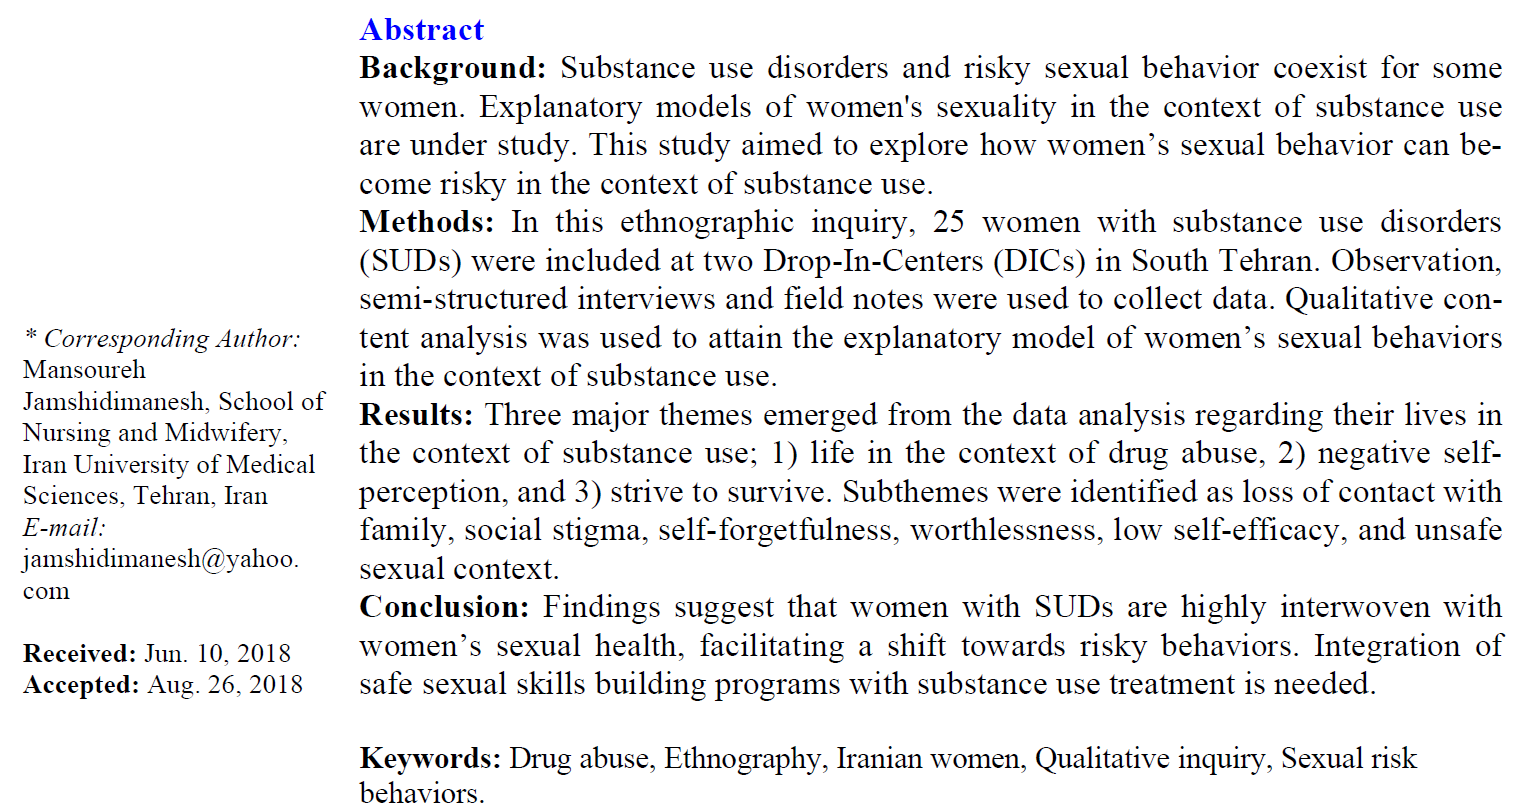 Abstract
Background: Substance use disorders and risky sexual behavior coexist for some
women. Explanatory models of women's sexuality in the context of substance use
are under study. This study aimed to explore how women’s sexual behavior can be-
come risky in the context of substance use.
Methods: In this ethnographic inquiry, 25 women with substance use disorders
(SUDs) were included at two Drop-In-Centers (DICs) in South Tehran. Observation,
semi-structured interviews and field notes were used to collect data. Qualitative con-
tent analysis was used to attain the explanatory model of women’s sexual behaviors
in the context of substance use.
Results: Three major themes emerged from the data analysis regarding their lives in
the context of substance use; 1) life in the context of drug abuse, 2) negative self-
perception, and 3) strive to survive. Subthemes were identified as loss of contact with
family, social stigma, self-forgetfulness, worthlessness, low self-efficacy, and unsafe
sexual context.
Conclusion: Findings suggest that women with SUDs are highly interwoven with
women’s sexual health, facilitating a shift towards risky behaviors. Integration of
safe sexual skills building programs with substance use treatment is needed.
Keywords: Drug abuse, Ethnography, Iranian women, Qualitative inquiry, Sexual risk
behaviors.
* Corresponding Author:
Mansoureh
Jamshidimanesh, School of
Nursing and Midwifery,
Iran University of Medical
Sciences, Tehran, Iran
E-mail:
jamshidimanesh@yahoo.
com
Received: Jun. 10, 2018
Accepted: Aug. 26, 2018